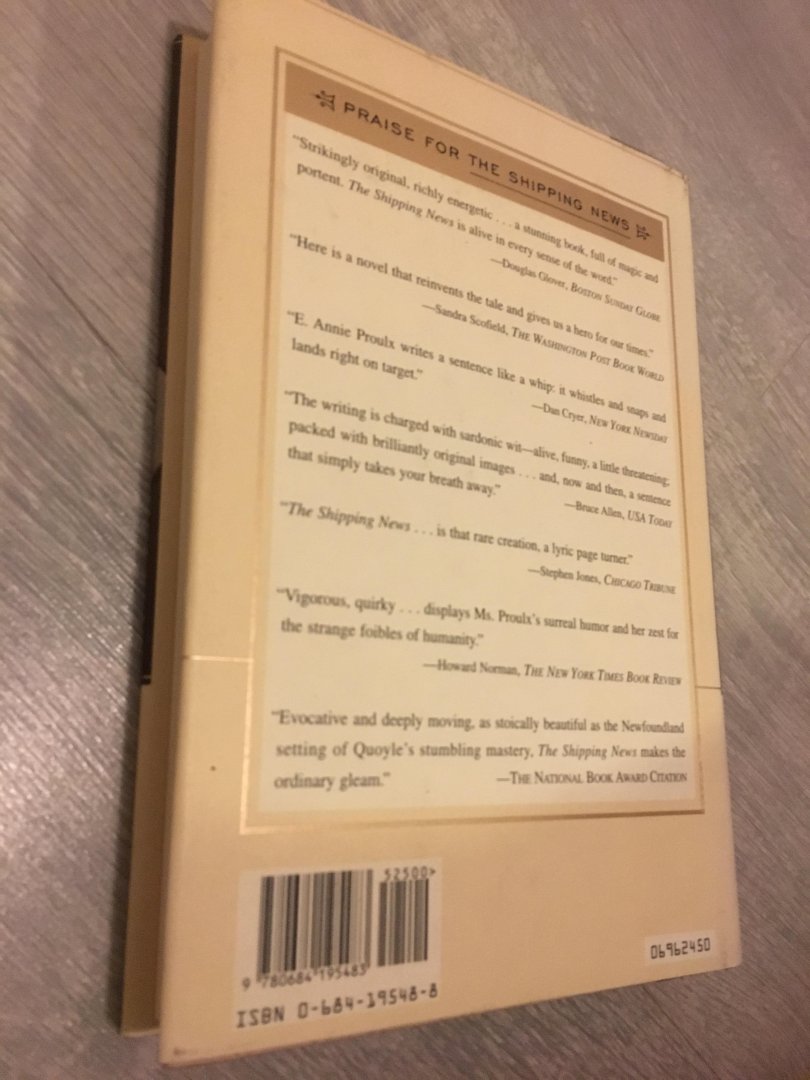 PRAISE FOR THE SHIPPING NEWS
“Strikingly original, richly energetic . . . a stunning book, full of magic and
portent. The Shipping News is alive in every sense of the word.”
—Douglas Glover, BOSTON SUNDAY GLOBE
“Here is a novel that reinvents the tale and gives us a hero for our times.”
—Sandra Scofield, THE WASHINGTON POST BOOK WORLD
“E. Annie Proulx writes a sentence like a whip: it whistles and snaps and
lands right on target.”
—Dan Cryer, NEW YORK NEWSDAY
“The writing is charged with sardonic wit—alive, funny, a little threatening;
packed with brilliantly original images . . . and, now and then, a sentence
that simply takes your breath away.”
—Bruce Allen, USA TODAY
“The Shipping News . . . is that rare creation, a lyric page turner.”
—Stephen Jones, CHICAGO TRIBUNE
“Vigorous, quirky . . . displays Ms. Proulx’s surreal humor and her zest for
the strange foibles of humanity.”
—Howard Norman, THE NEW YORK TIMES BOOK REVIEW
“Evocative and deeply moving, as stoically beautiful as the Newfoundland
setting of Quoyle’s stumbling mastery, The Shipping News makes the
ordinary gleam.” —THE NATIONAL BOOK AWARD CITATION
52500>
9 780684 195483
ISBN 0-684-19548-8
06962450